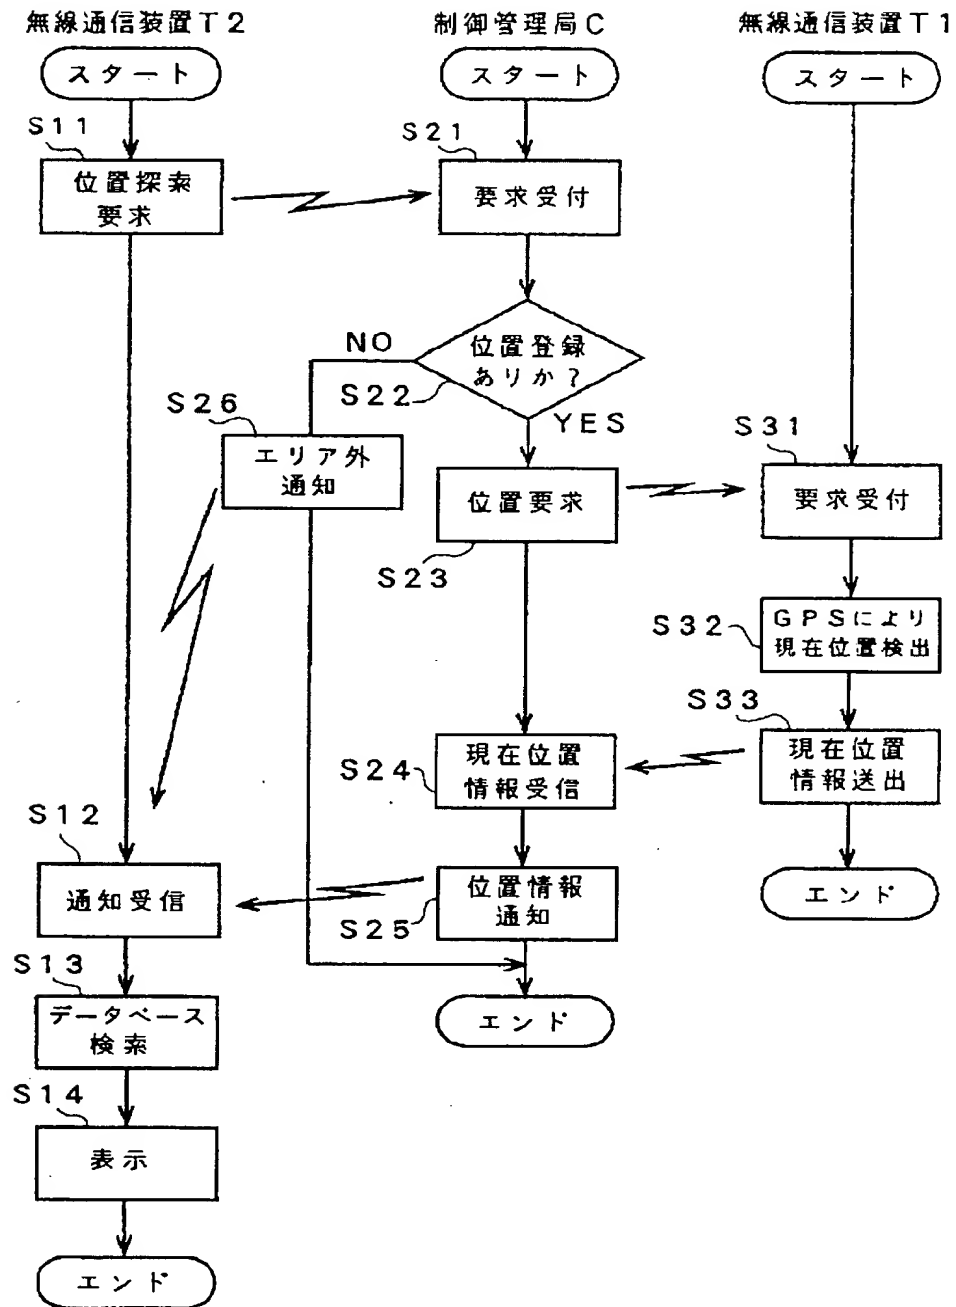 無線通信装置T2
スタート
S11
位置探索
要求
S12
通知受信
S13
データベース
検索
S14
表示
エンド
制御管理局C
スタート
S21
要求受付
位置登録
ありか?
S22
NO
YES
S26
エリア外
通知
位置要求
S23
S24
現在位置
情報受信
位置情報
通知
S25
エンド
無線通信装置T1
スタート
S31
要求受付
S32
GPSにより
現在位置検出
S33
現在位置
情報送出
エンド